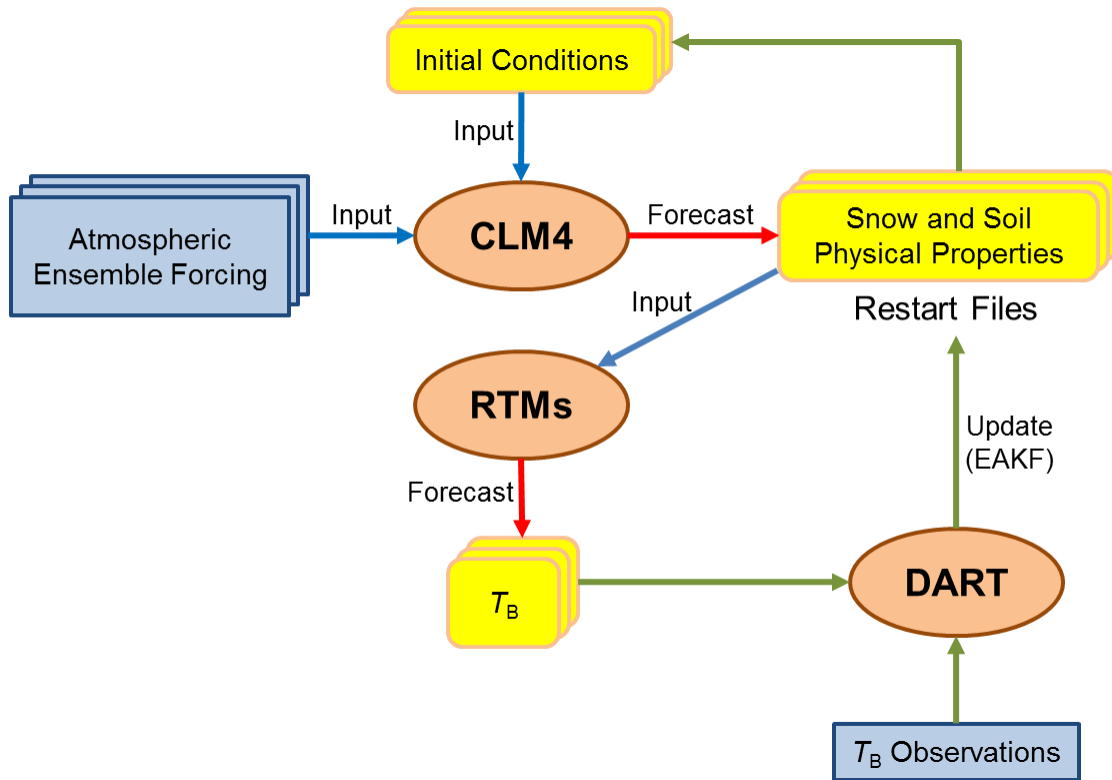 Initial Conditions
Input
Atmospheric
Ensemble Forcing
Input
CLM4
Forecast
Snow and Soil
Physical Properties
Restart Files
Input
RTMs
Forecast
Update
(EAKF)
TB
DART
TB Observations